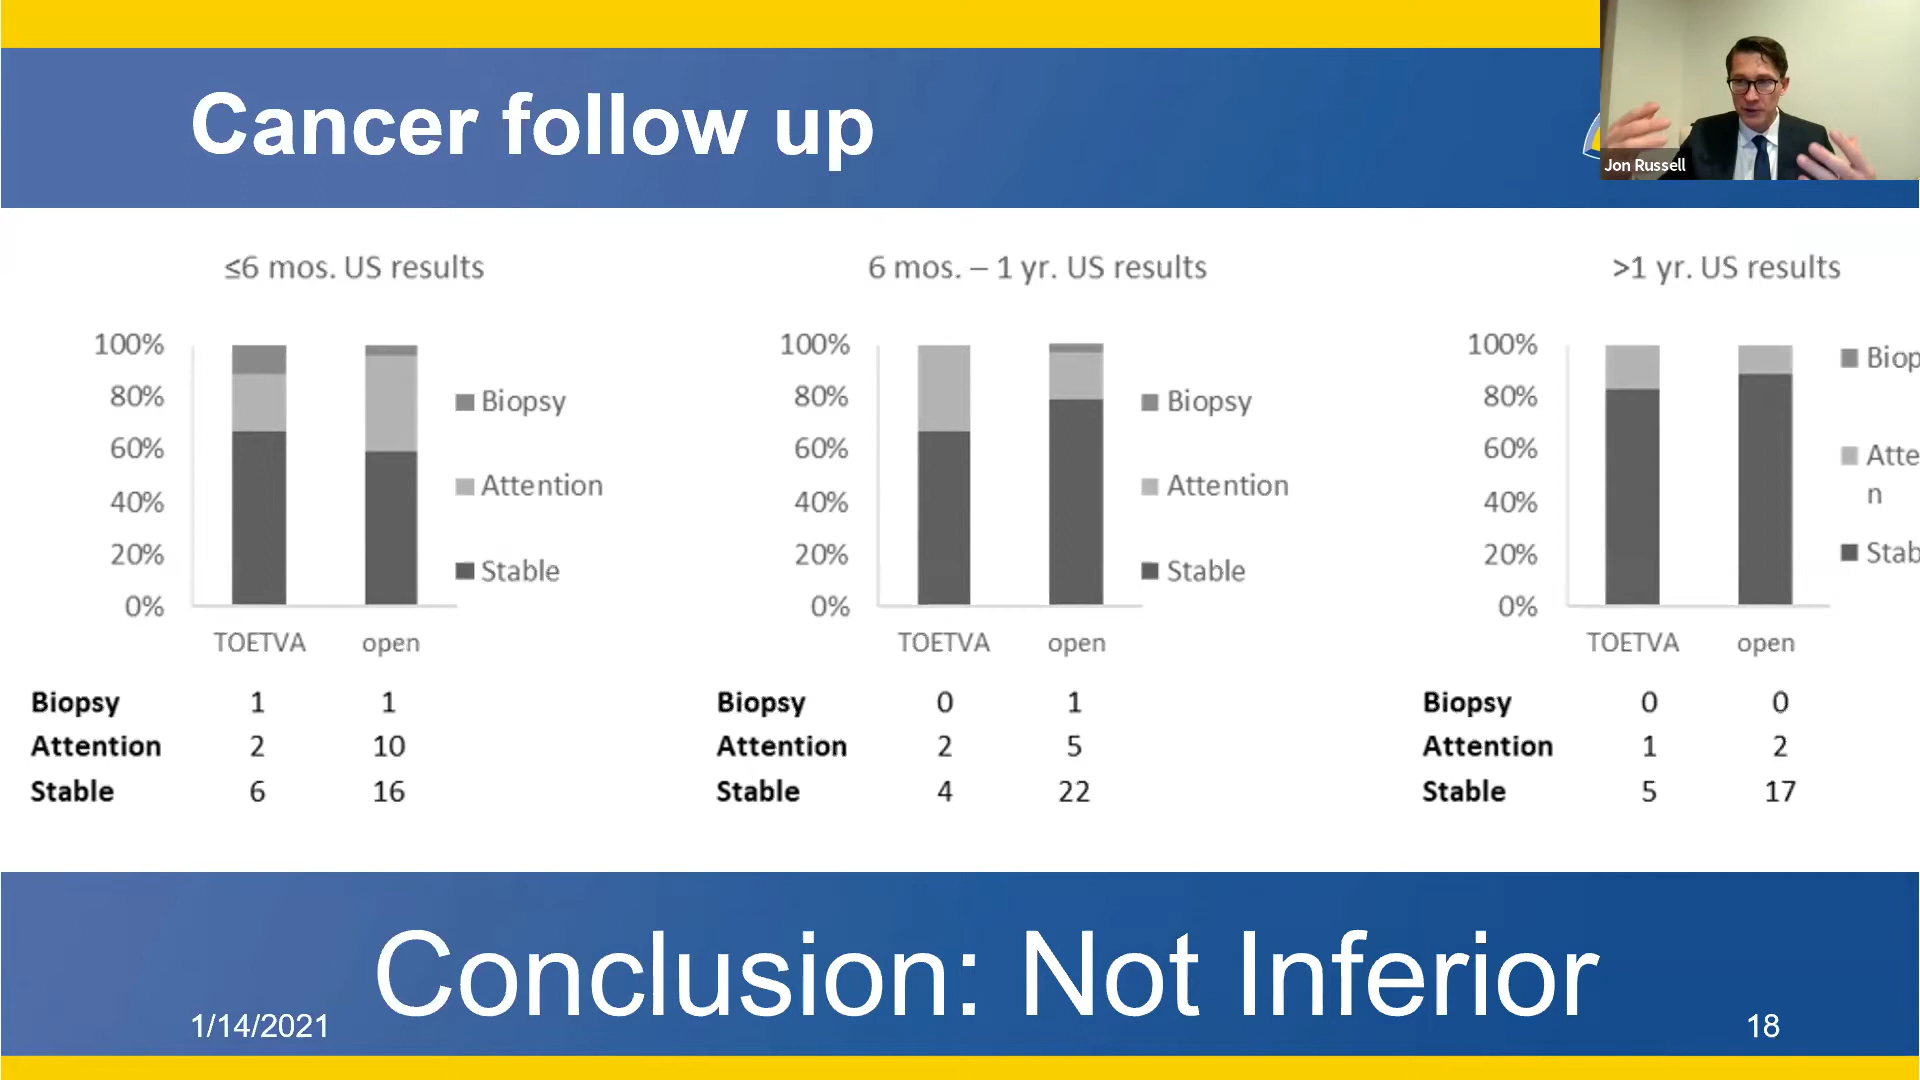 Cancer follow up
Jon Russell
≤6 mos. US results
100%
80%
60%
40%
20%
0%
TOETVA open
Biopsy
Attention
Stable
Biopsy 1 1
Attention 2 10
Stable 6 16
6 mos. – 1 yr. US results
100%
80%
60%
40%
20%
0%
TOETVA open
Biopsy
Attention
Stable
Biopsy 0 1
Attention 2 5
Stable 4 22
>1 yr. US results
100%
80%
60%
40%
20%
0%
TOETVA open
Biop
Atte
n
Stab
Biopsy 0 0
Attention 1 2
Stable 5 17
Conclusion: Not Inferior
1/14/2021
18